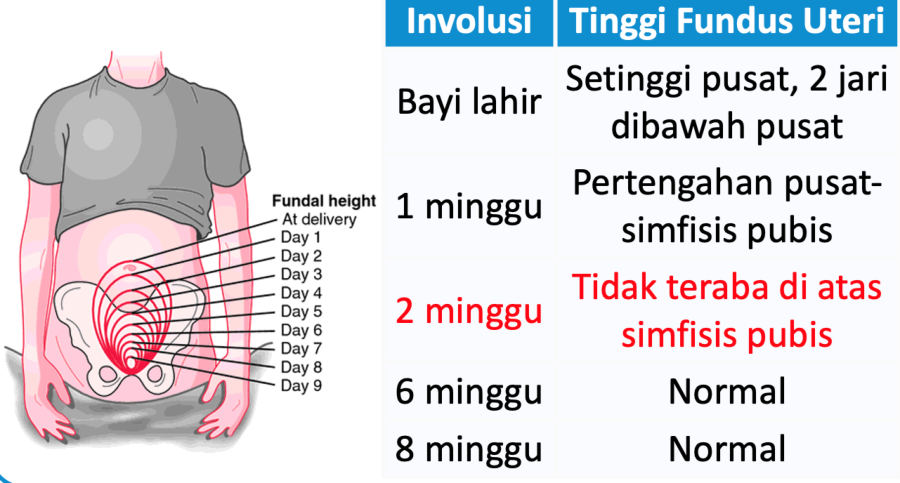 Fundal height
At delivery
Day 1
Day 2
Day 3
Day 4
Day 5
Day 6
Day 7
Day 8
Day 9
Involusi Tinggi Fundus Uteri
Bayi lahir Setinggi pusat, 2 jari
dibawah pusat
1 minggu Pertengahan pusat-
simfisis pubis
2 minggu Tidak teraba di atas
simfisis pubis
6 minggu Normal
8 minggu Normal